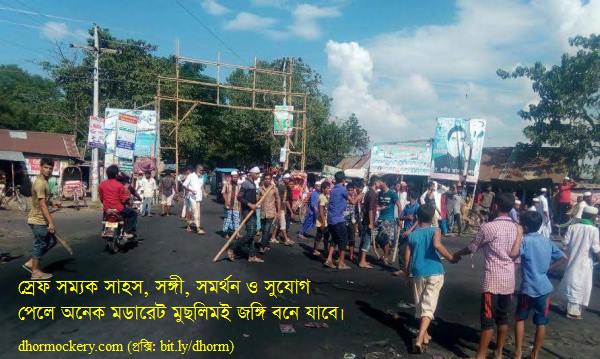 স্রেফ সম্যক সাহস, সঙ্গী, সমর্থন ও সুযোগ
পেলে অনেক মডারেট মুছলিমই জঙ্গি বনে যাবে।
dhormockery.com (প্রক্সি: bit.ly/dhorm)